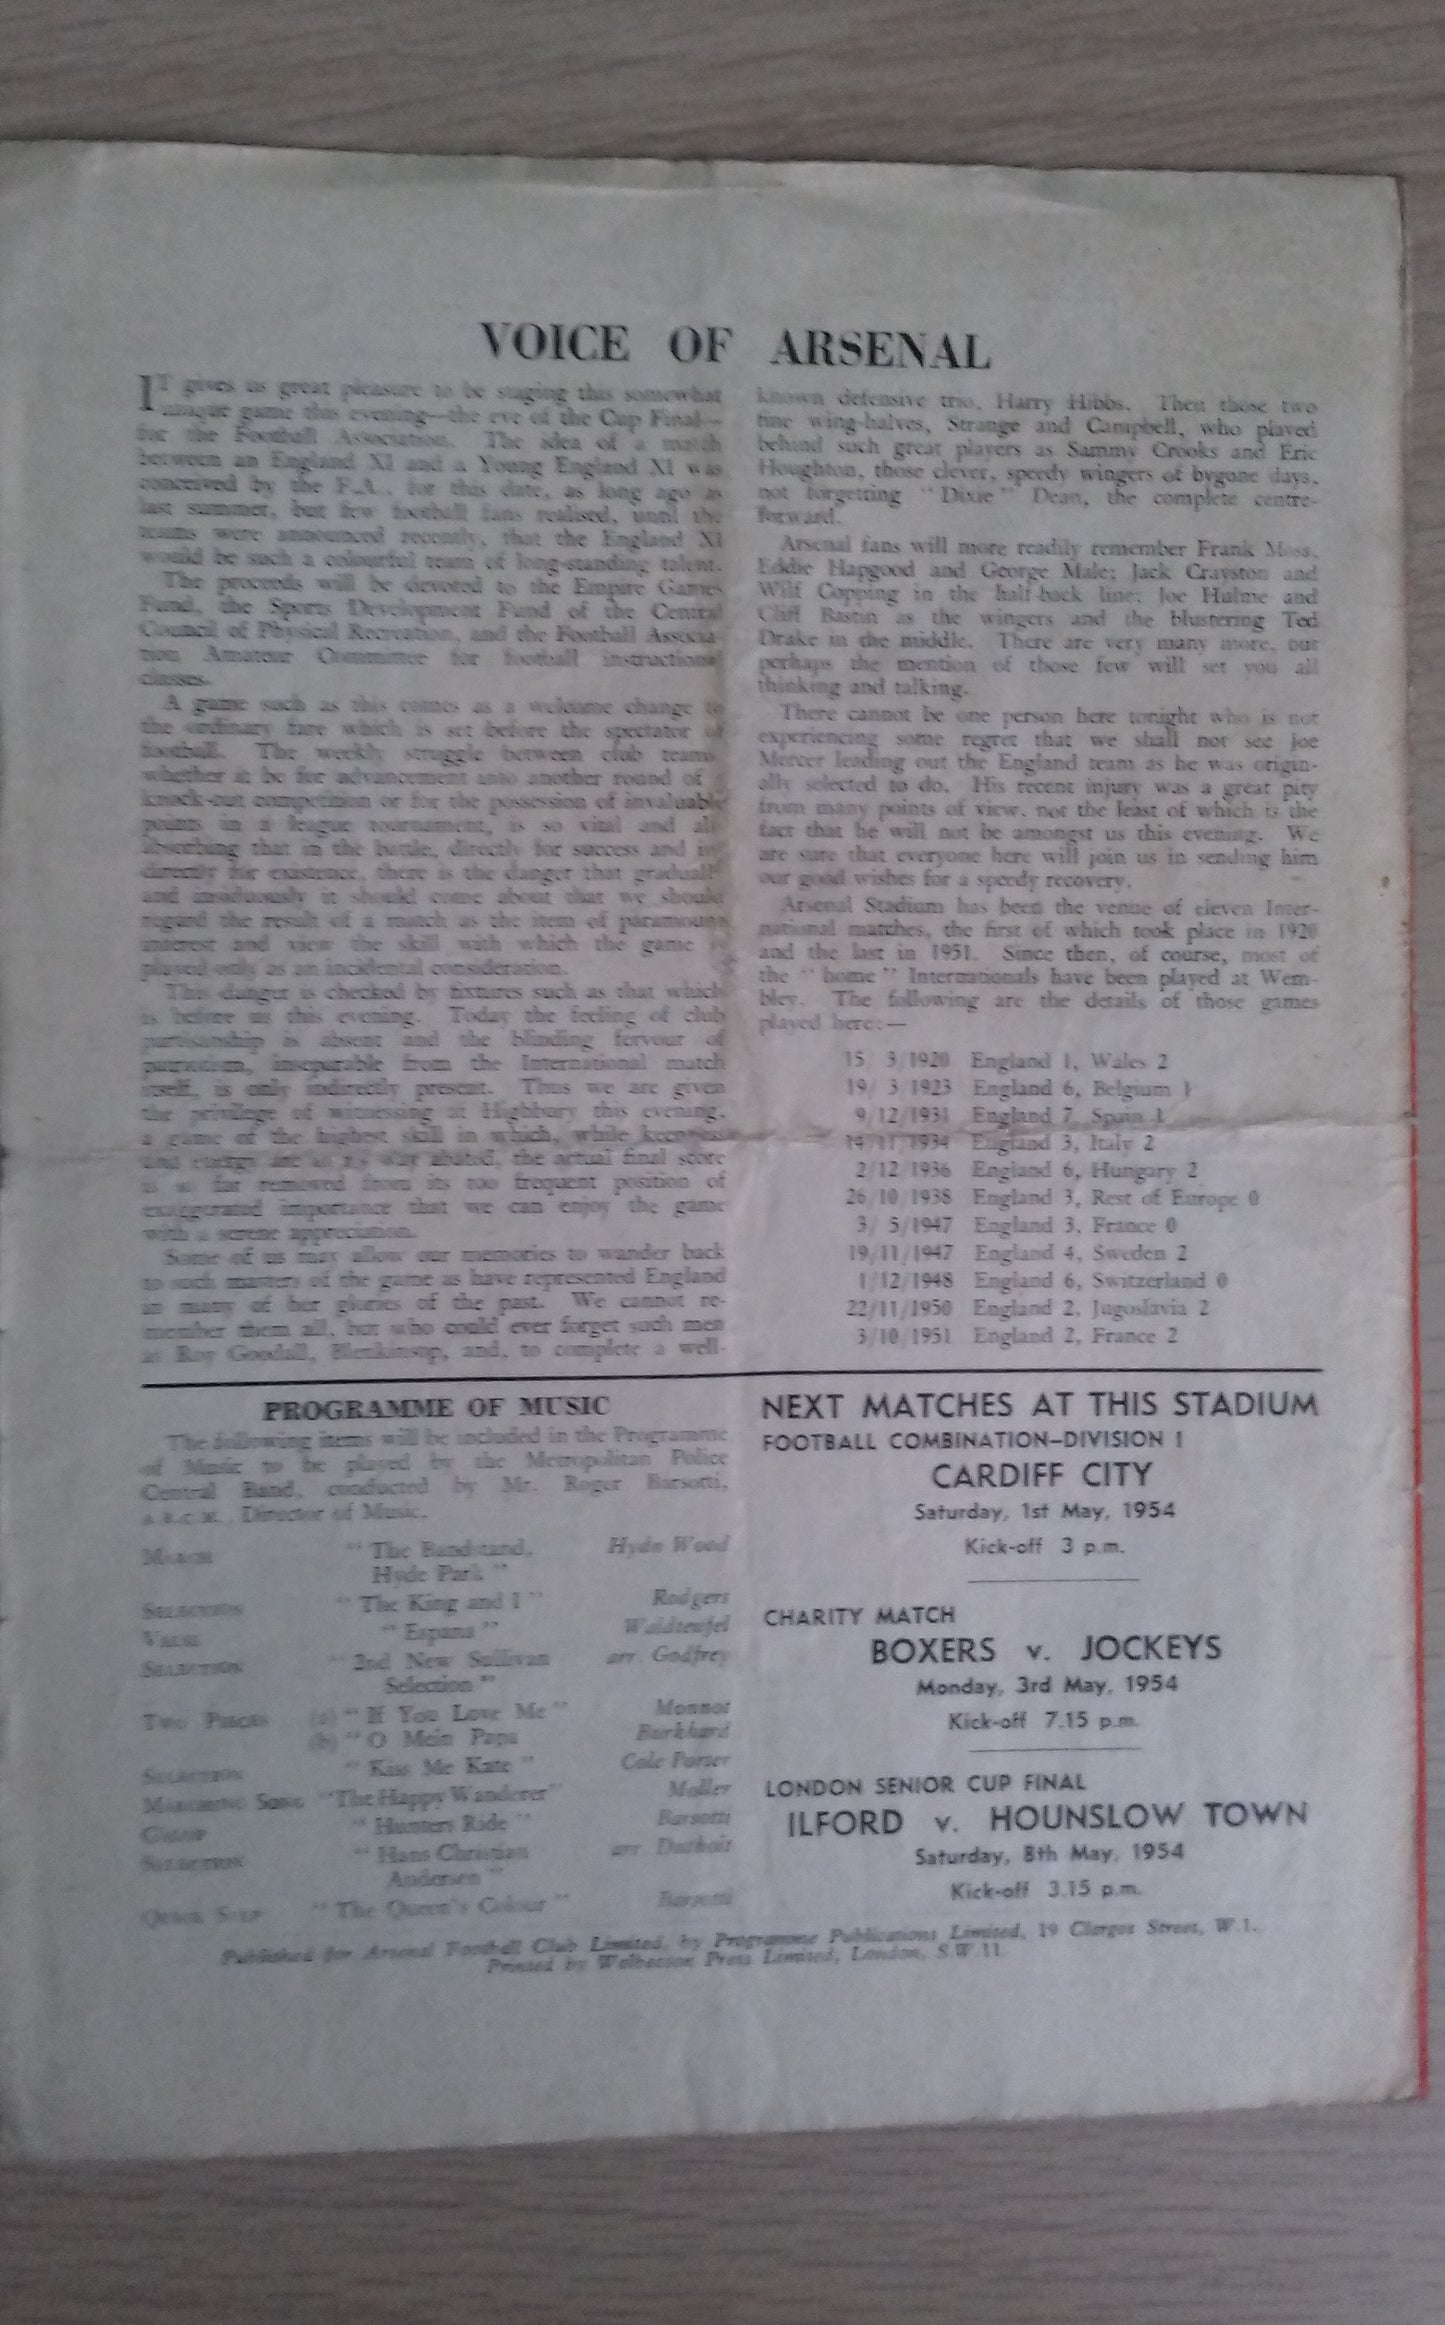 VOICE OF ARSENAL
IT gives us great pleasure to be staging this somewhat
unique game this evening—the eve of the Cup Final—
for the Football Association. The idea of a match
between an England XI and a Young England XI was
conceived by the F.A., for this date, as long ago as
last summer, but few football fans realised, until the
teams were announced recently, that the England XI
would be such a colourful team of long-standing talent.
The proceeds will be devoted to the Empire Games
Fund, the Sports Development Fund of the Central
Council of Physical Recreation, and the Football Associa-
tion Amateur Committee for football instructional
classes.
A game such as this comes as a welcome change to
the ordinary fare which is set before the spectator of
football. The weekly struggle between club teams,
whether it be for advancement into another round of a
knock-out competition or for the possession of invaluable
points in a league tournament, is so vital and all
absorbing that in the battle, directly for success and in-
directly for existence, there is the danger that gradually
and insidiously it should come about that we should
regard the result of a match as the item of paramount
interest and view the skill with which the game is
played only as an incidental consideration.
This danger is checked by fixtures such as that which
is before us this evening. Today the feeling of club
partisanship is absent and the blinding fervour of
patriotism, inseparable from the International match
itself, is only indirectly present. Thus we are given
the privilege of witnessing at Highbury this evening,
a game of the highest skill in which, while keenness
and energy are in no way abated, the actual final score
is so far removed from its too frequent position of
exaggerated importance that we can enjoy the game
with a serene appreciation.
Some of us may allow our memories to wander back
to such masters of the game as have represented England
in many of her glories of the past. We cannot re-
member them all, but who could ever forget such men
as Roy Goodall, Blenkinsop, and, to complete a well-
known defensive trio, Harry Hibbs. Then those two
fine wing-halves, Strange and Campbell, who played
behind such great players as Sammy Crooks and Eric
Houghton, those clever, speedy wingers of bygone days,
not forgetting "Dixie" Dean, the complete centre-
forward.
Arsenal fans will more readily remember Frank Moss,
Eddie Hapgood and George Male; Jack Crayston and
Wilf Copping in the half-back line; Joe Hulme and
Cliff Bastin as the wingers and the blustering Ted
Drake in the middle. There are very many more, but
perhaps the mention of those few will set you all
thinking and talking.
There cannot be one person here tonight who is not
experiencing some regret that we shall not see Joe
Mercer leading out the England team as he was origin-
ally selected to do. His recent injury was a great pity
from many points of view, not the least of which is the
fact that he will not be amongst us this evening. We
are sure that everyone here will join us in sending him
our good wishes for a speedy recovery.
Arsenal Stadium has been the venue of eleven Inter-
national matches, the first of which took place in 1920
and the last in 1951. Since then, of course, most of
the "home" Internationals have been played at Wem-
bley. The following are the details of those games
played here:—
15/ 3/1920 England 1, Wales 2
19/ 3/1923 England 6, Belgium 1
9/12/1931 England 7, Spain 1
14/11/1934 England 3, Italy 2
2/12/1936 England 6, Hungary 2
26/10/1938 England 3, Rest of Europe 0
3/ 5/1947 England 3, France 0
19/11/1947 England 4, Sweden 2
1/12/1948 England 6, Switzerland 0
22/11/1950 England 2, Jugoslavia 2
3/10/1951 England 2, France 2
PROGRAMME OF MUSIC
The following items will be included in the Programme
of Music to be played by the Metropolitan Police
Central Band, conducted by Mr. Roger Barsotti,
A.R.C.M., Director of Music.
MARCH "The Bandstand, Hyde Park" Hydn Wood
SELECTION "The King and I" Rodgers
VALSE "Espana" Waldteufel
SELECTION "2nd New Sullivan Selection" arr. Godfrey
TWO PIECES (a) "If You Love Me" Monnot
(b) "O Mein Papa Burkhard
SELECTION "Kiss Me Kate" Cole Porter
MARCHING SONG "The Happy Wanderer" Moller
GALOP "Hunters Ride" Barsotti
SELECTION "Hans Christian Andersen" arr. Duthoit
QUICK STEP "The Queen's Colour" Barsotti
NEXT MATCHES AT THIS STADIUM
FOOTBALL COMBINATION—DIVISION I
CARDIFF CITY
Saturday, 1st May, 1954
Kick-off 3 p.m.
CHARITY MATCH
BOXERS v. JOCKEYS
Monday, 3rd May, 1954
Kick-off 7.15 p.m.
LONDON SENIOR CUP FINAL
ILFORD v. HOUNSLOW TOWN
Saturday, 8th May, 1954
Kick-off 3.15 p.m.
Published for Arsenal Football Club Limited, by Programme Publications Limited, 19 Clarges Street, W.1.
Printed by Welbecson Press Limited, London, S.W.11